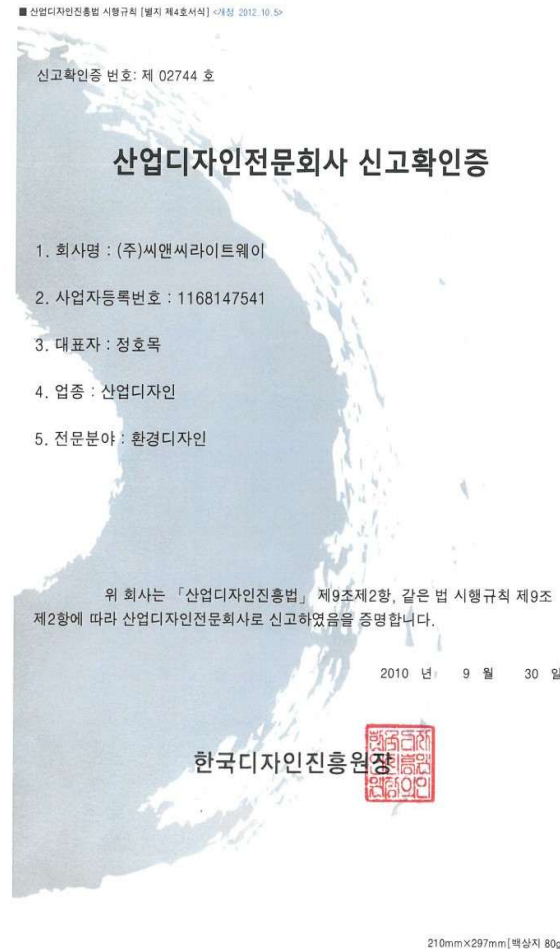 ■ 산업디자인진흥법 시행규칙 [별지 제4호서식] <개정 2012.10.5>
신고확인증 번호: 제 02744 호
산업디자인전문회사 신고확인증
1. 회사명 : (주)씨앤씨라이트웨이
2. 사업자등록번호 : 1168147541
3. 대표자 : 정호목
4. 업종 : 산업디자인
5. 전문분야 : 환경디자인
위 회사는 「산업디자인진흥법」 제9조제2항, 같은 법 시행규칙 제9조
제2항에 따라 산업디자인전문회사로 신고하였음을 증명합니다.
2010 년 9 월 30 일
한국디자인진흥원장
210mm×297mm[백상지 80g